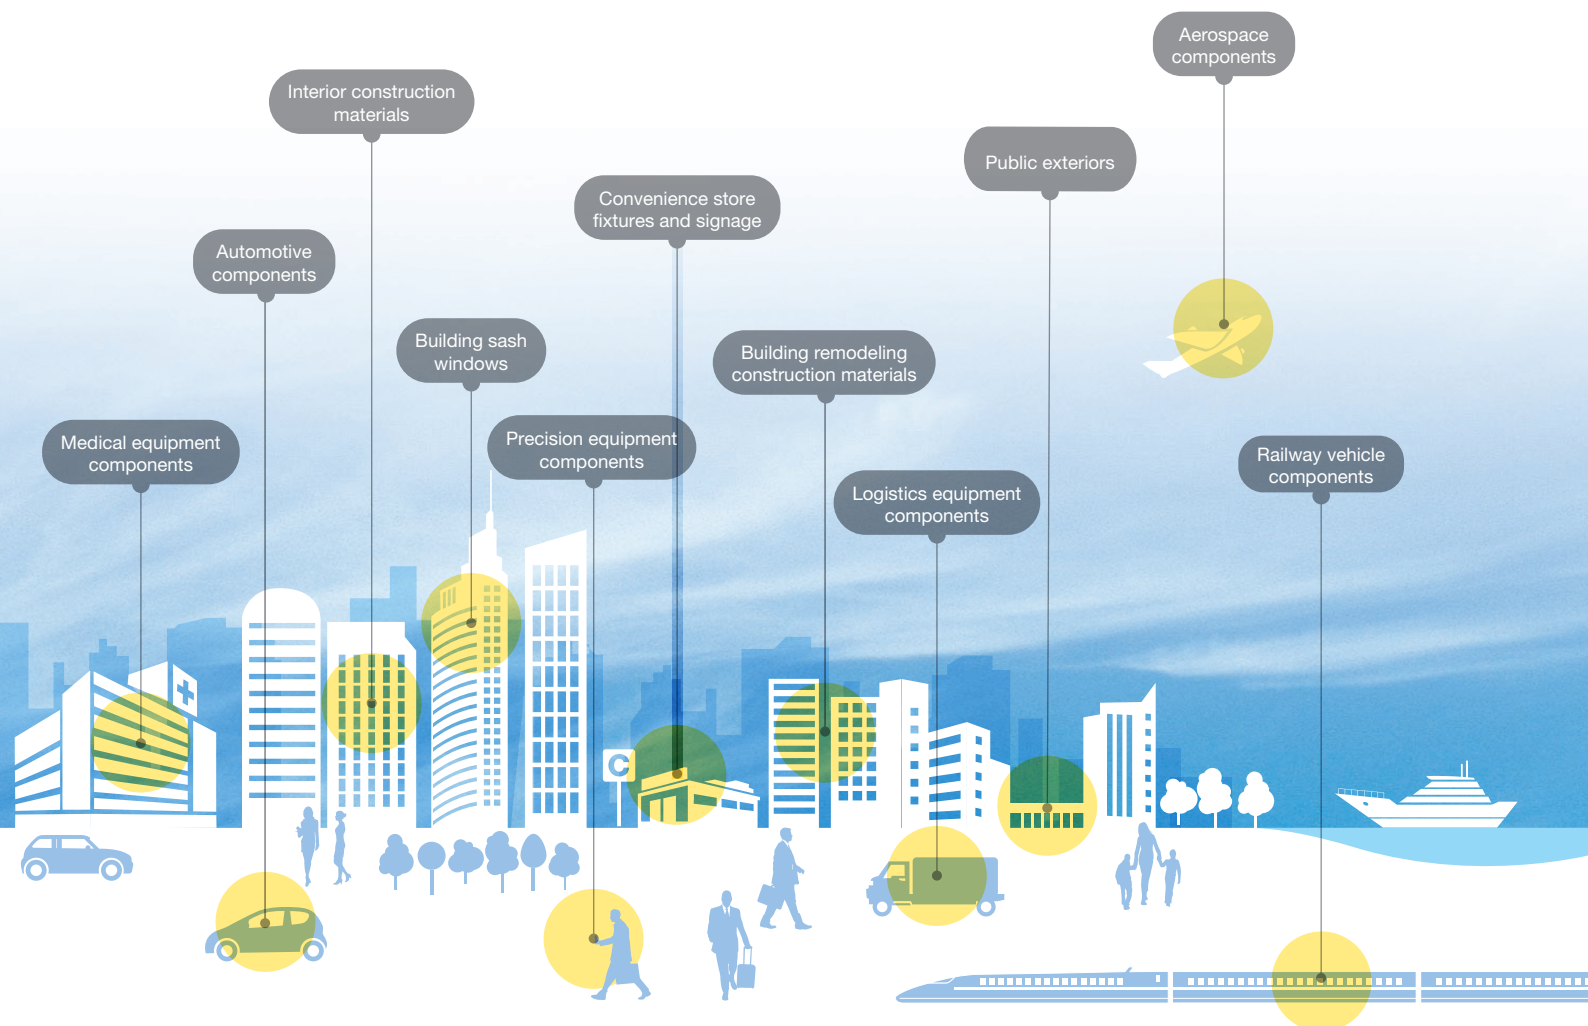 Aerospace
components
Interior construction
materials
Public exteriors
Convenience store
fixtures and signage
Automotive
components
Building sash
windows
Building remodeling
construction materials
Medical equipment
components
Precision equipment
components
Railway vehicle
components
Logistics equipment
components
C